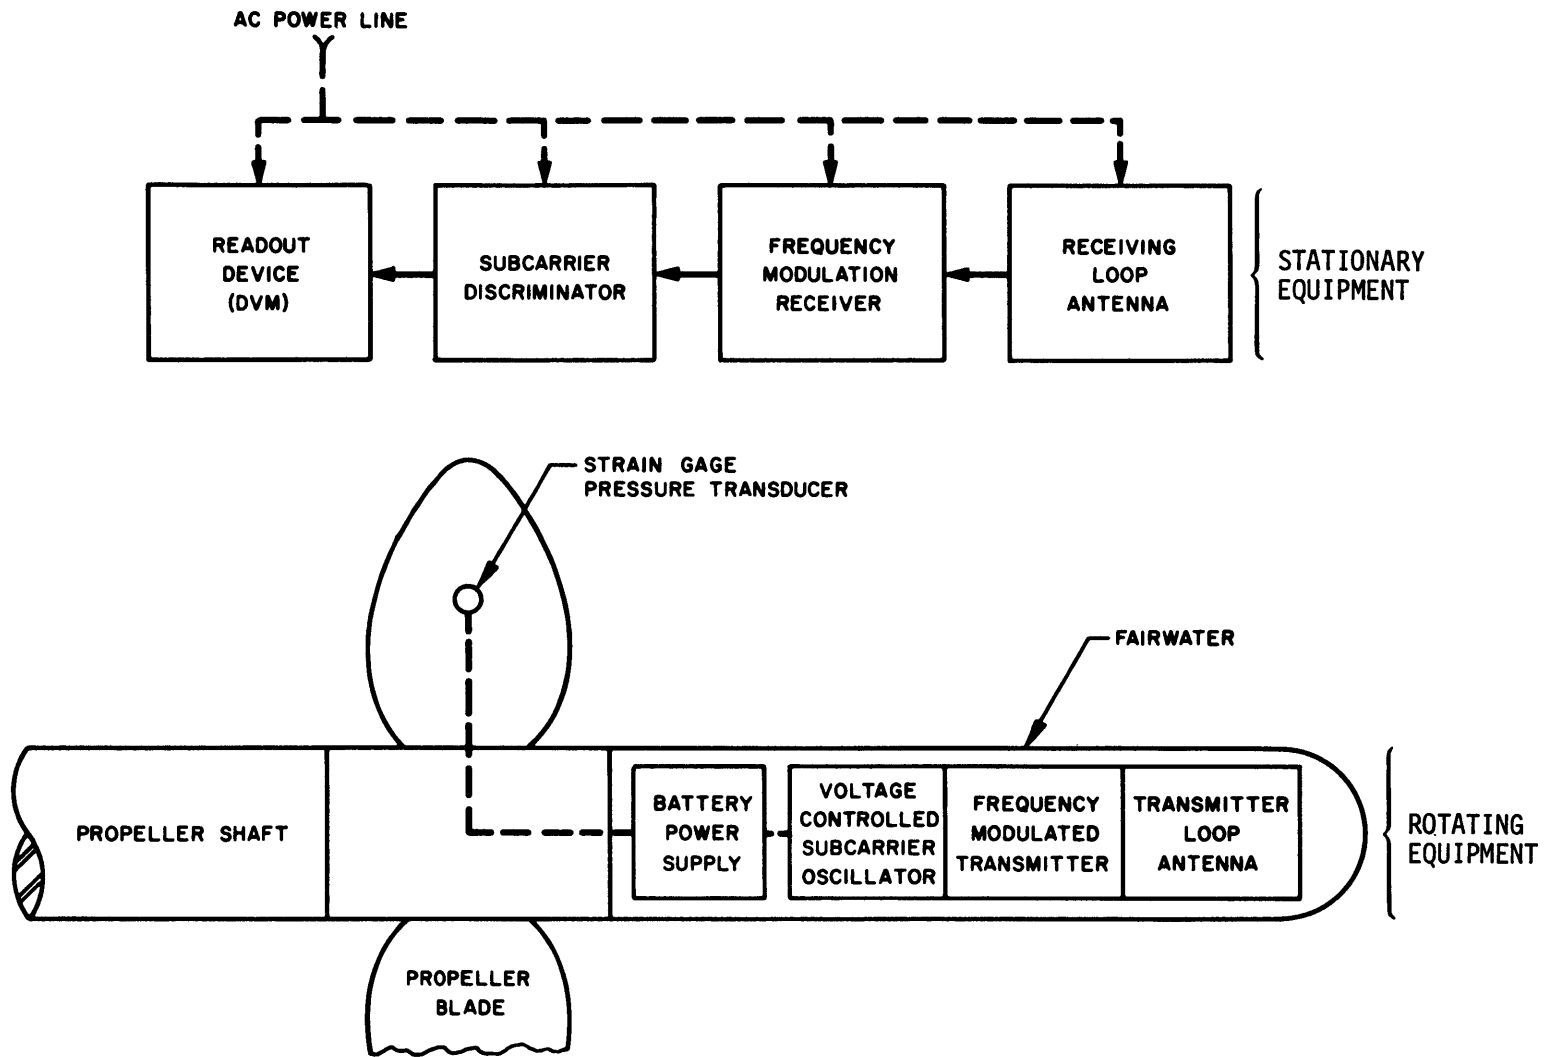 AC POWER LINE
READOUT
DEVICE
(DVM)
SUBCARRIER
DISCRIMINATOR
FREQUENCY
MODULATION
RECEIVER
RECEIVING
LOOP
ANTENNA
STATIONARY
EQUIPMENT
STRAIN GAGE
PRESSURE TRANSDUCER
FAIRWATER
PROPELLER SHAFT
BATTERY
POWER
SUPPLY
VOLTAGE
CONTROLLED
SUBCARRIER
OSCILLATOR
FREQUENCY
MODULATED
TRANSMITTER
TRANSMITTER
LOOP
ANTENNA
ROTATING
EQUIPMENT
PROPELLER
BLADE